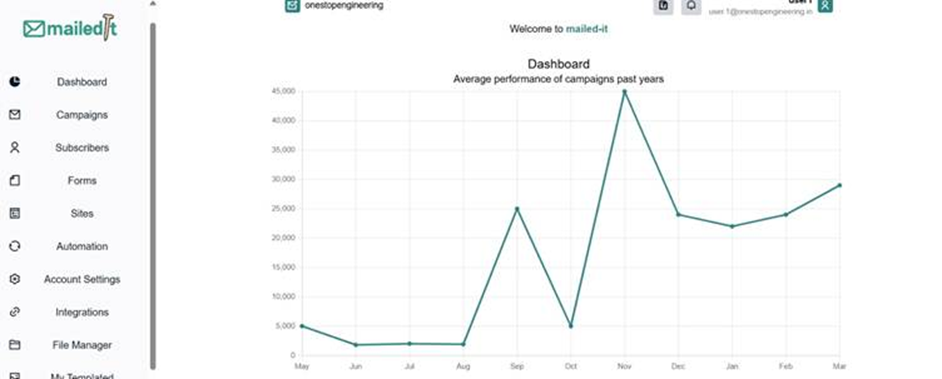 mailedit
Dashboard
Campaigns
Subscribers
Forms
Sites
Automation
Account Settings
Integrations
File Manager
My Templated
onestopengineering
user 1
user 1@onestopengineering.in
Welcome to mailed-it
Dashboard
Average performance of campaigns past years
45,000
40,000
35,000
30,000
25,000
20,000
15,000
10,000
5,000
0
May Jun Jul Aug Sep Oct Nov Dec Jan Feb Mar